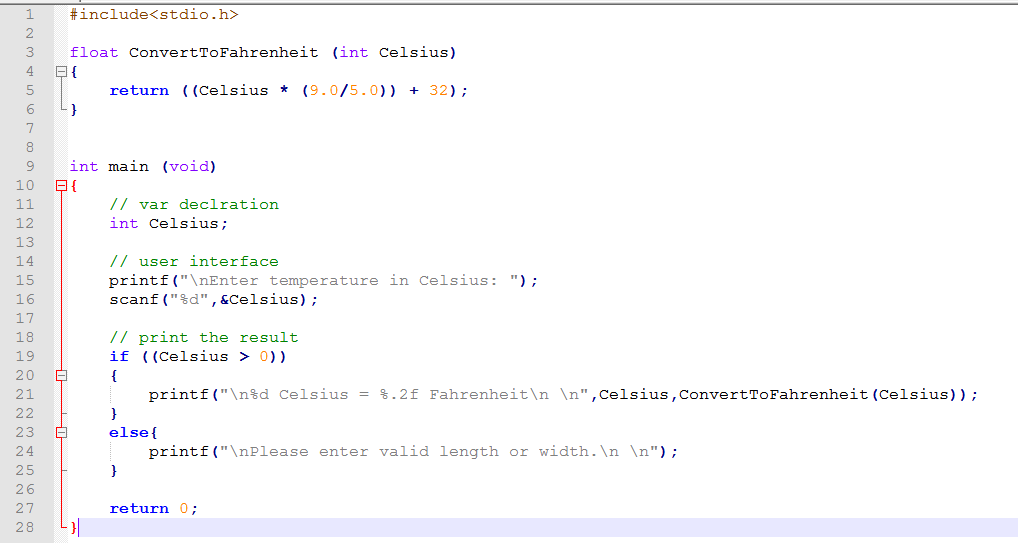 1 #include<stdio.h>
2
3 float ConvertToFahrenheit (int Celsius)
4 {
5 return ((Celsius * (9.0/5.0)) + 32);
6 }
7
8
9 int main (void)
10 {
11 // var declration
12 int Celsius;
13
14 // user interface
15 printf("\nEnter temperature in Celsius: ");
16 scanf("%d",&Celsius);
17
18 // print the result
19 if ((Celsius > 0))
20 {
21 printf("\n%d Celsius = %.2f Fahrenheit\n \n",Celsius,ConvertToFahrenheit(Celsius));
22 }
23 else{
24 printf("\nPlease enter valid length or width.\n \n");
25 }
26
27 return 0;
28 }